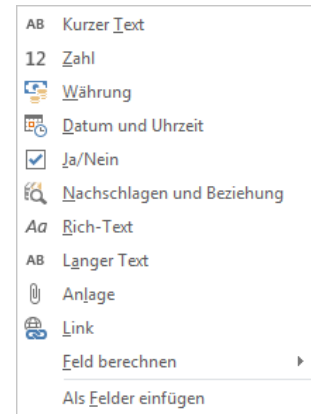 AB Kurzer Text
12 Zahl
Währung
Datum und Uhrzeit
Ja/Nein
Nachschlagen und Beziehung
Aa Rich-Text
AB Langer Text
Anlage
Link
Feld berechnen
Als Felder einfügen